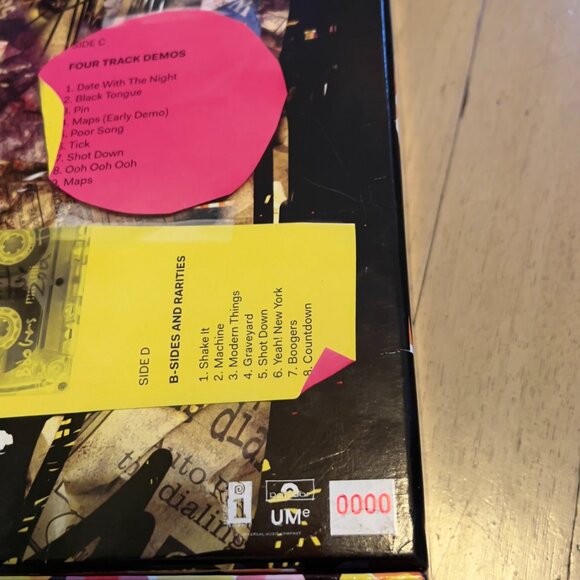 SIDE C
FOUR TRACK DEMOS
1. Date With The Night
2. Black Tongue
3. Pin
4. Maps (Early Demo)
5. Poor Song
6. Tick
7. Shot Down
8. Ooh Ooh Ooh
9. Maps
SIDE D
B-SIDES AND RARITIES
1. Shake It
2. Machine
3. Modern Things
4. Graveyard
5. Shot Down
6. Yeah! New York
7. Boogers
8. Countdown
dialing
i
polydor
UMe
0000